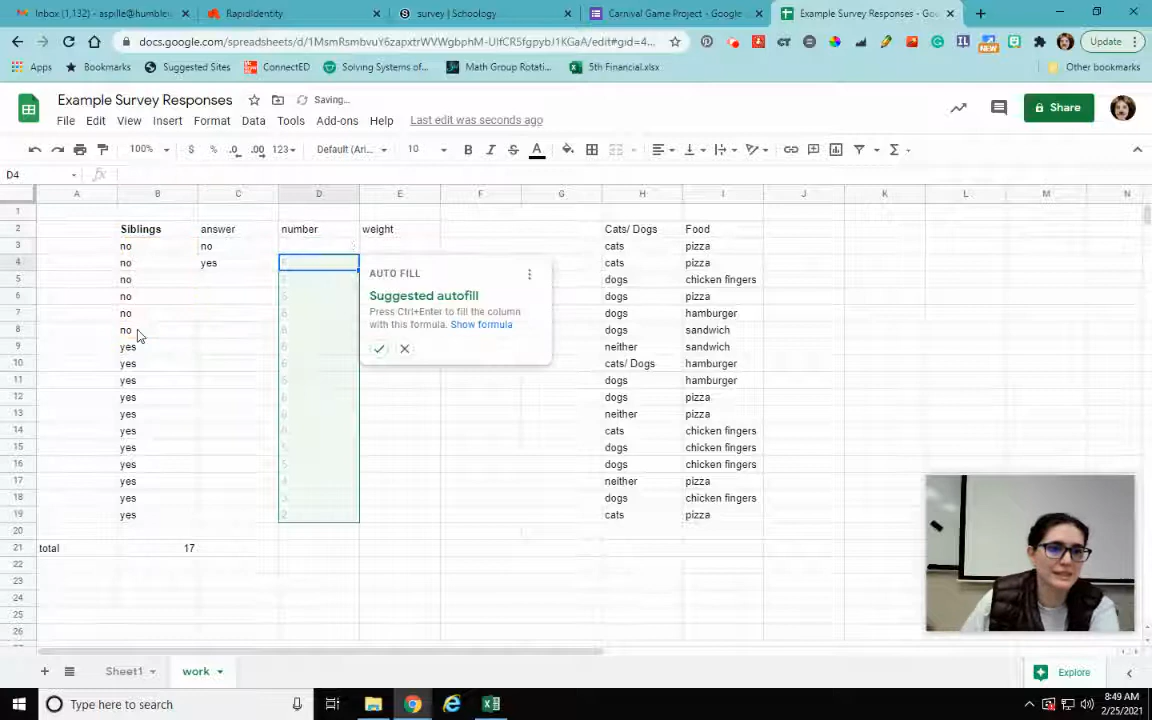 Inbox (1,132) - aspille@humble
RapidIdentity
survey | Schoology
Carnival Game Project - Google
Example Survey Responses - Goo
docs.google.com/spreadsheets/d/1MsmRsmbvuY6zapxtrWVWgbphM-UlfCR5fgpybJ1KGaA/edit#gid=4...
Update
Apps
Bookmarks
Suggested Sites
ConnectED
Solving Systems of...
Math Group Rotati...
5th Financial.xlsx
Other bookmarks
Example Survey Responses
Saving...
File Edit View Insert Format Data Tools Add-ons Help Last edit was seconds ago
Share
100% $ % .0 .00 123 Default (Ari... 10 B I S A
D4 fx
A B C D E F G H I J K L M N
1
2 Siblings answer number weight Cats/ Dogs Food
3 no no cats pizza
4 no yes cats pizza
5 no dogs chicken fingers
6 no dogs pizza
7 no dogs hamburger
8 no dogs sandwich
9 yes neither sandwich
10 yes cats/ Dogs hamburger
11 yes dogs hamburger
12 yes dogs pizza
13 yes neither pizza
14 yes cats chicken fingers
15 yes dogs chicken fingers
16 yes dogs chicken fingers
17 yes neither pizza
18 yes dogs chicken fingers
19 yes cats pizza
20
21 total 17
22
23
24
25
26
AUTO FILL
Suggested autofill
Press Ctrl+Enter to fill the column
with this formula. Show formula
Sheet1
work
Explore
Type here to search
8:49 AM
2/25/2021